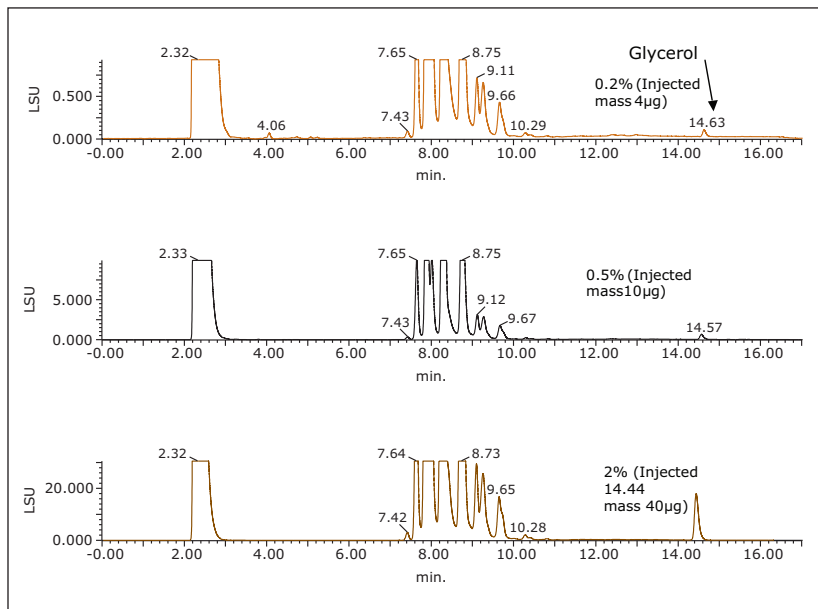 2.32
7.65
8.75
Glycerol
9.11
0.2% (Injected
mass 4µg)
9.66
0.500
LSU
7.43
4.06
10.29
14.63
0.000
-0.00 2.00 4.00 6.00 8.00 10.00 12.00 14.00 16.00
min.
2.33
7.65
8.75
0.5% (Injected
mass10µg)
5.000
LSU
9.12
7.43
9.67
14.57
0.000
-0.00 2.00 4.00 6.00 8.00 10.00 12.00 14.00 16.00
min.
2.32
7.64
8.73
2% (Injected
14.44
mass 40µg)
20.000
LSU
9.65
7.42
10.28
0.000
-0.00 2.00 4.00 6.00 8.00 10.00 12.00 14.00 16.00
min.